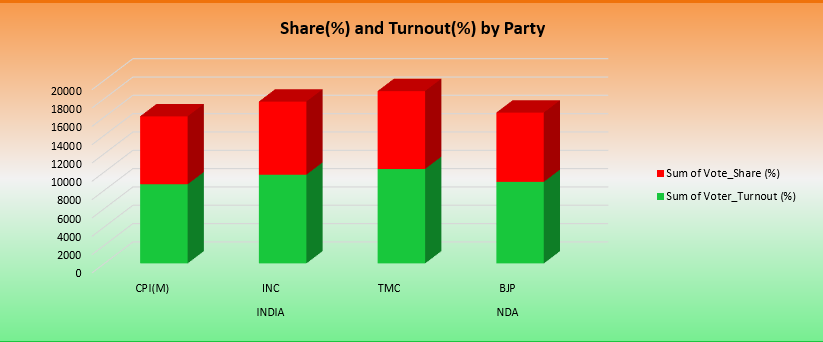 Share(%) and Turnout(%) by Party
20000
18000
16000
14000
12000
10000
8000
6000
4000
2000
0
CPI(M) INC TMC BJP
INDIA NDA
Sum of Vote_Share (%)
Sum of Voter_Turnout (%)